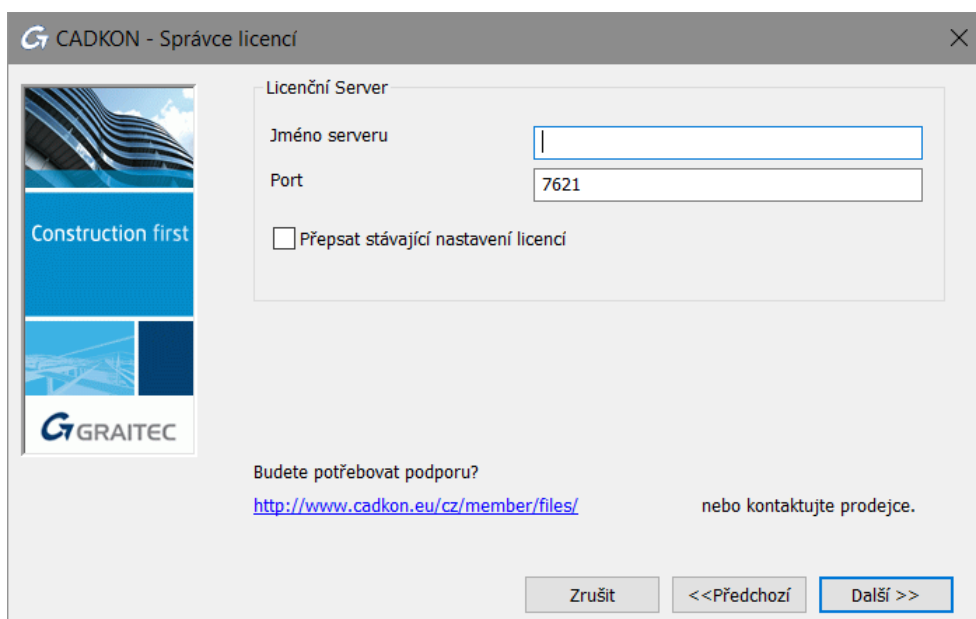 CADKON - Správce licencí
Construction first
GRAITEC
Licenční Server
Jméno serveru
Port
7621
Přepsat stávající nastavení licencí
Budete potřebovat podporu?
http://www.cadkon.eu/cz/member/files/ nebo kontaktujte prodejce.
Zrušit <<Předchozí Další >>